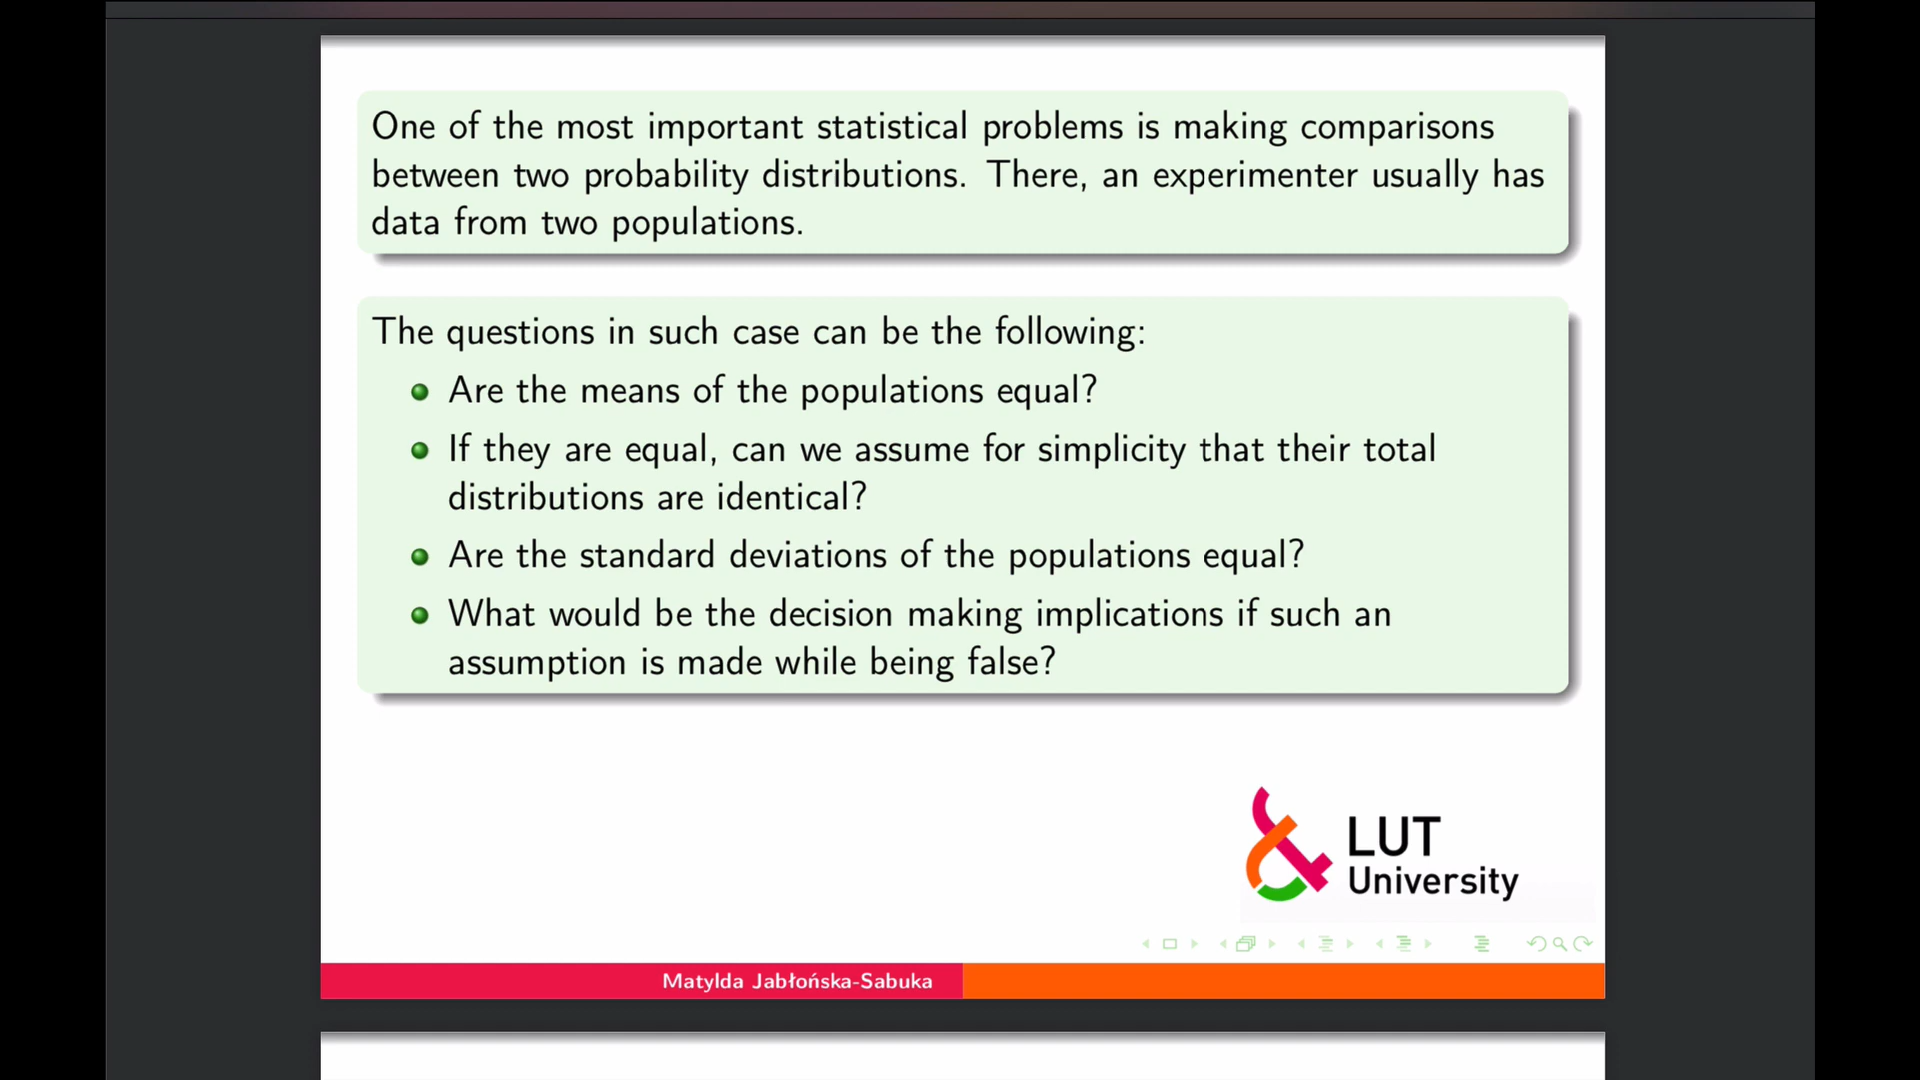 One of the most important statistical problems is making comparisons
between two probability distributions. There, an experimenter usually has
data from two populations.
The questions in such case can be the following:
Are the means of the populations equal?
If they are equal, can we assume for simplicity that their total
distributions are identical?
Are the standard deviations of the populations equal?
What would be the decision making implications if such an
assumption is made while being false?
LUT
University
Matylda Jabłońska-Sabuka